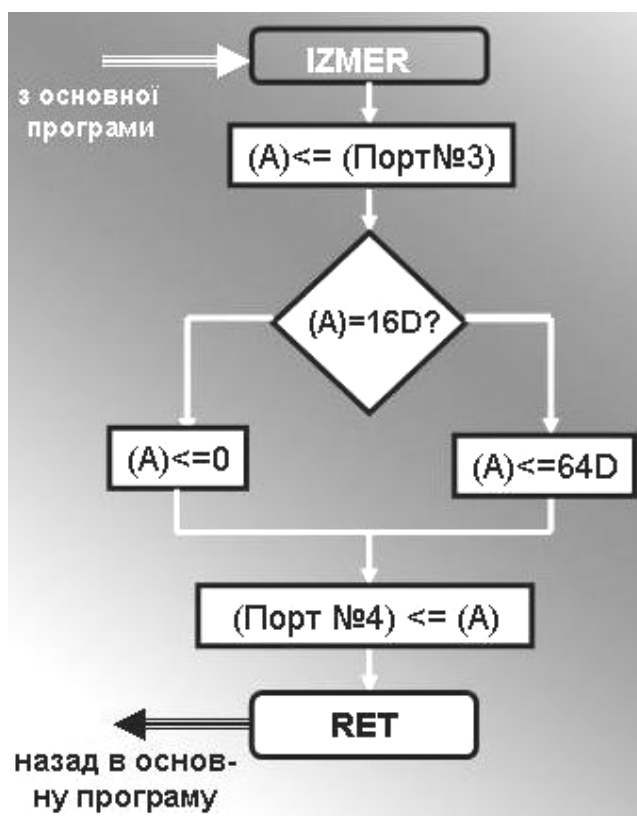 IZMER
з основної
програми
(A)<= (Порт№3)
(A)=16D?
(A)<=0
(A)<=64D
(Порт №4) <= (A)
RET
назад в основ-
ну програму